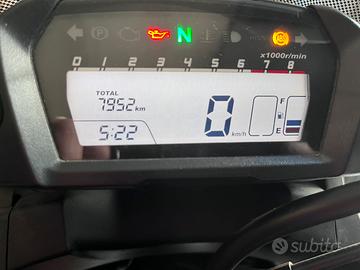 P N
x1000r/min
0 1 2 3 4 5 6 7 8
TOTAL
7952 km
F
0 km/h
5:22
E
subito